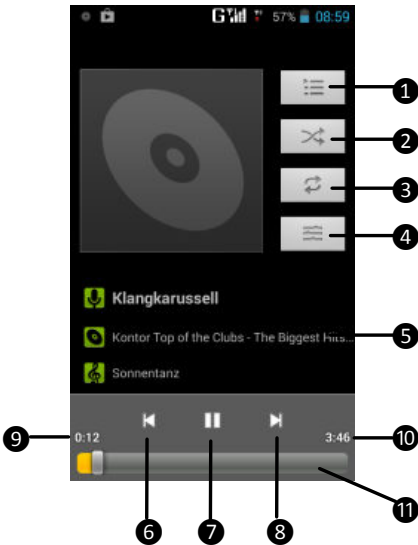 G 57% 08:59
1
2
3
4
Klangkarussell
Kontor Top of the Clubs - The Biggest Hits... 5
Sonnentanz
9 0:12 3:46 10
11
6 7 8